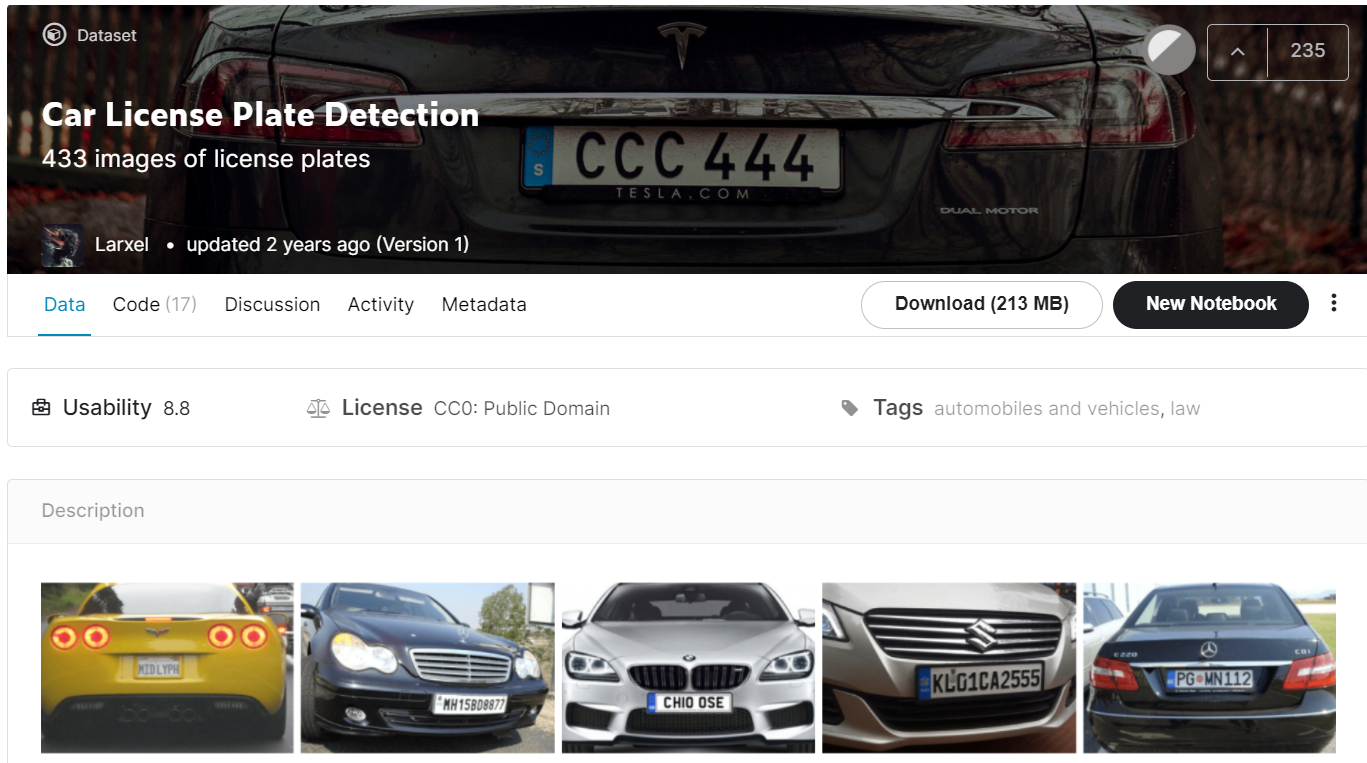 Dataset
235
Car License Plate Detection
433 images of license plates
CCC 444
S
TESLA.COM
DUAL MOTOR
Larxel • updated 2 years ago (Version 1)
Data Code (17) Discussion Activity Metadata Download (213 MB) New Notebook
Usability 8.8 License CC0: Public Domain Tags automobiles and vehicles, law
Description
MIDLYPH
MH15BD8877
CH10 OSE
KL01CA2555
E220 CDI
PG MN112